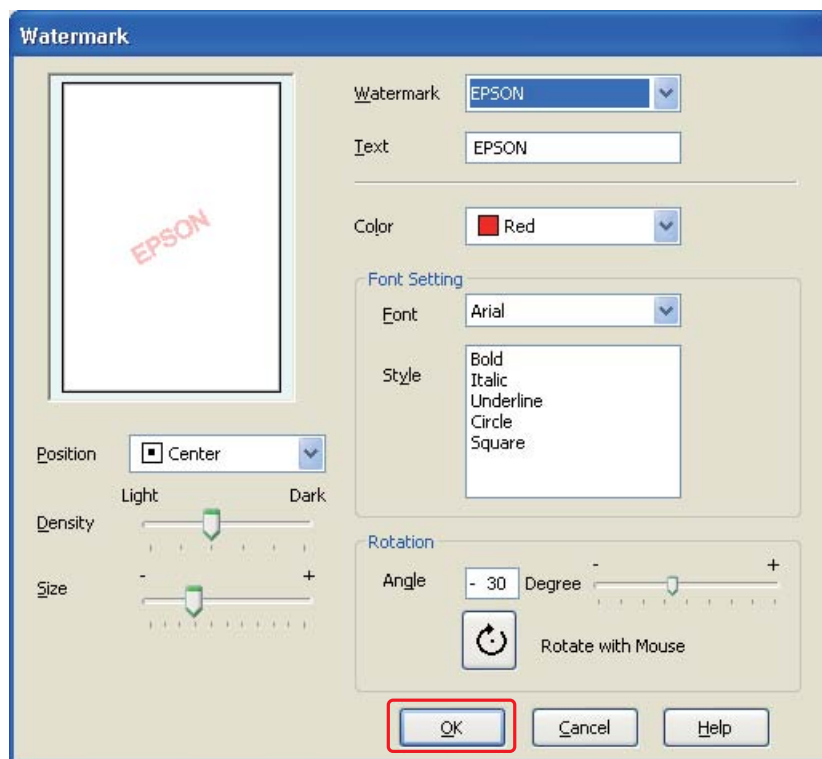 Watermark
EPSON
Watermark EPSON
Text EPSON
Color Red
Font Setting
Font Arial
Style
Bold
Italic
Underline
Circle
Square
Position Center
Light Dark
Density
Size - +
Rotation
Angle - 30 Degree - +
Rotate with Mouse
OK Cancel Help